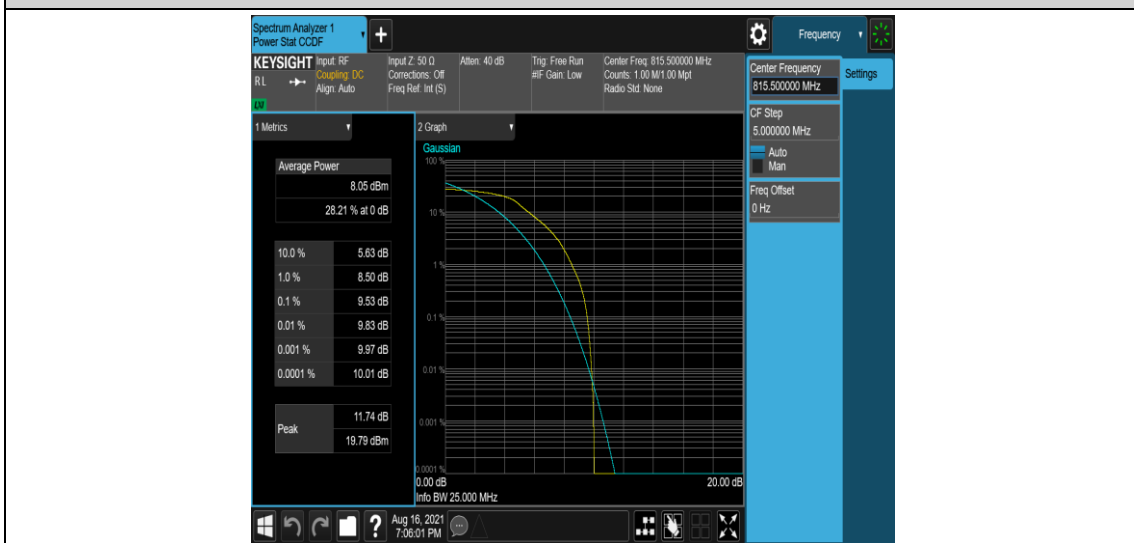 Spectrum Analyzer 1
Power Stat CCDF
+
Frequency
KEYSIGHT
RL
Input: RF
Coupling: DC
Align: Auto
Input Z: 50 Ω
Corrections: Off
Freq Ref: Int (S)
Atten: 40 dB
Trig: Free Run
#IF Gain: Low
Center Freq: 815.500000 MHz
Counts: 1.00 M/1.00 Mpt
Radio Std: None
LXI
Center Frequency
815.500000 MHz
Settings
CF Step
5.000000 MHz
Auto
Man
Freq Offset
0 Hz
1 Metrics
Average Power
8.05 dBm
28.21 % at 0 dB
10.0 % 5.63 dB
1.0 % 8.50 dB
0.1 % 9.53 dB
0.01 % 9.83 dB
0.001 % 9.97 dB
0.0001 % 10.01 dB
Peak
11.74 dB
19.79 dBm
2 Graph
Gaussian
100 %
10 %
1 %
0.1 %
0.01 %
0.001 %
0.0001 %
0.00 dB 20.00 dB
Info BW 25.000 MHz
?
Aug 16, 2021
7:06:01 PM